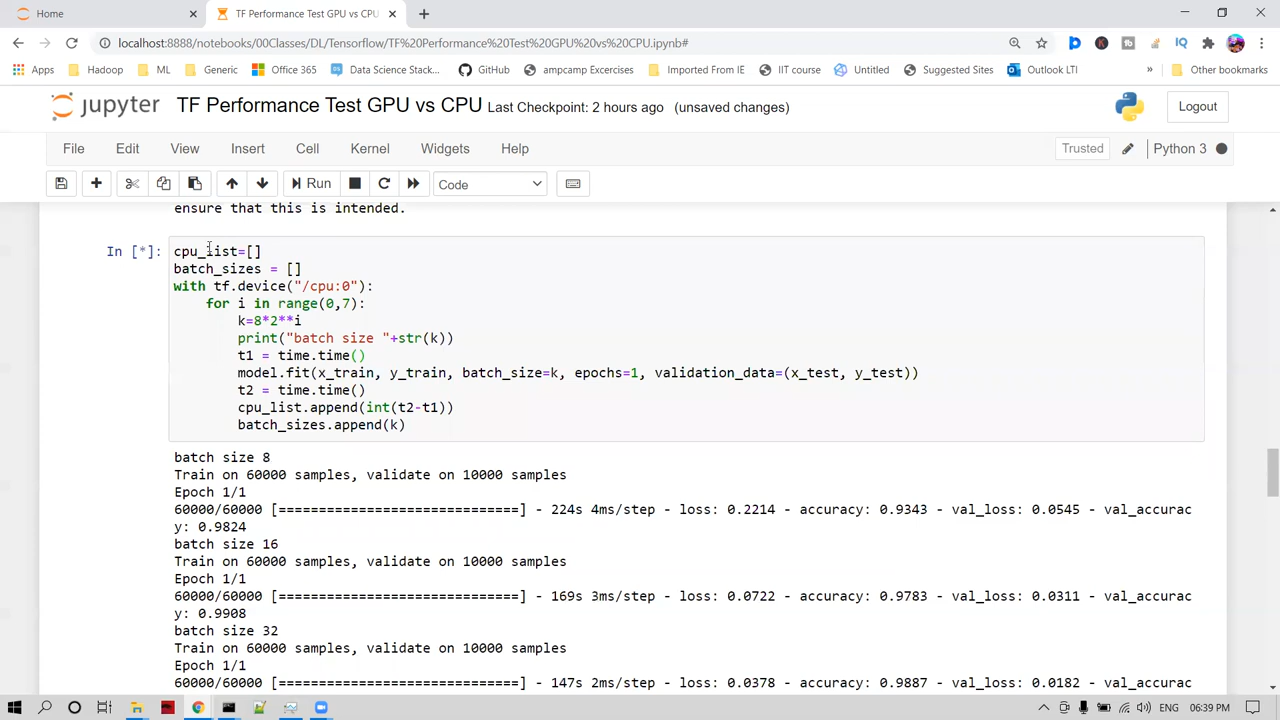 Home
TF Performance Test GPU vs CPU
localhost:8888/notebooks/00Classes/DL/Tensorflow/TF%20Performance%20Test%20GPU%20vs%20CPU.ipynb#
Apps Hadoop ML Generic Office 365 Data Science Stack... GitHub ampcamp Excercises Imported From IE IIT course Untitled Suggested Sites Outlook LTI » Other bookmarks
jupyter TF Performance Test GPU vs CPU Last Checkpoint: 2 hours ago (unsaved changes) Logout
File Edit View Insert Cell Kernel Widgets Help Trusted Python 3
Run Code
ensure that this is intended.
In [*]: cpu_list=[]
batch_sizes = []
with tf.device("/cpu:0"):
for i in range(0,7):
k=8*2**i
print("batch size "+str(k))
t1 = time.time()
model.fit(x_train, y_train, batch_size=k, epochs=1, validation_data=(x_test, y_test))
t2 = time.time()
cpu_list.append(int(t2-t1))
batch_sizes.append(k)
batch size 8
Train on 60000 samples, validate on 10000 samples
Epoch 1/1
60000/60000 [==============================] - 224s 4ms/step - loss: 0.2214 - accuracy: 0.9343 - val_loss: 0.0545 - val_accurac
y: 0.9824
batch size 16
Train on 60000 samples, validate on 10000 samples
Epoch 1/1
60000/60000 [==============================] - 169s 3ms/step - loss: 0.0722 - accuracy: 0.9783 - val_loss: 0.0311 - val_accurac
y: 0.9908
batch size 32
Train on 60000 samples, validate on 10000 samples
Epoch 1/1
60000/60000 [==============================] - 147s 2ms/step - loss: 0.0378 - accuracy: 0.9887 - val_loss: 0.0182 - val_accurac
ENG 06:39 PM